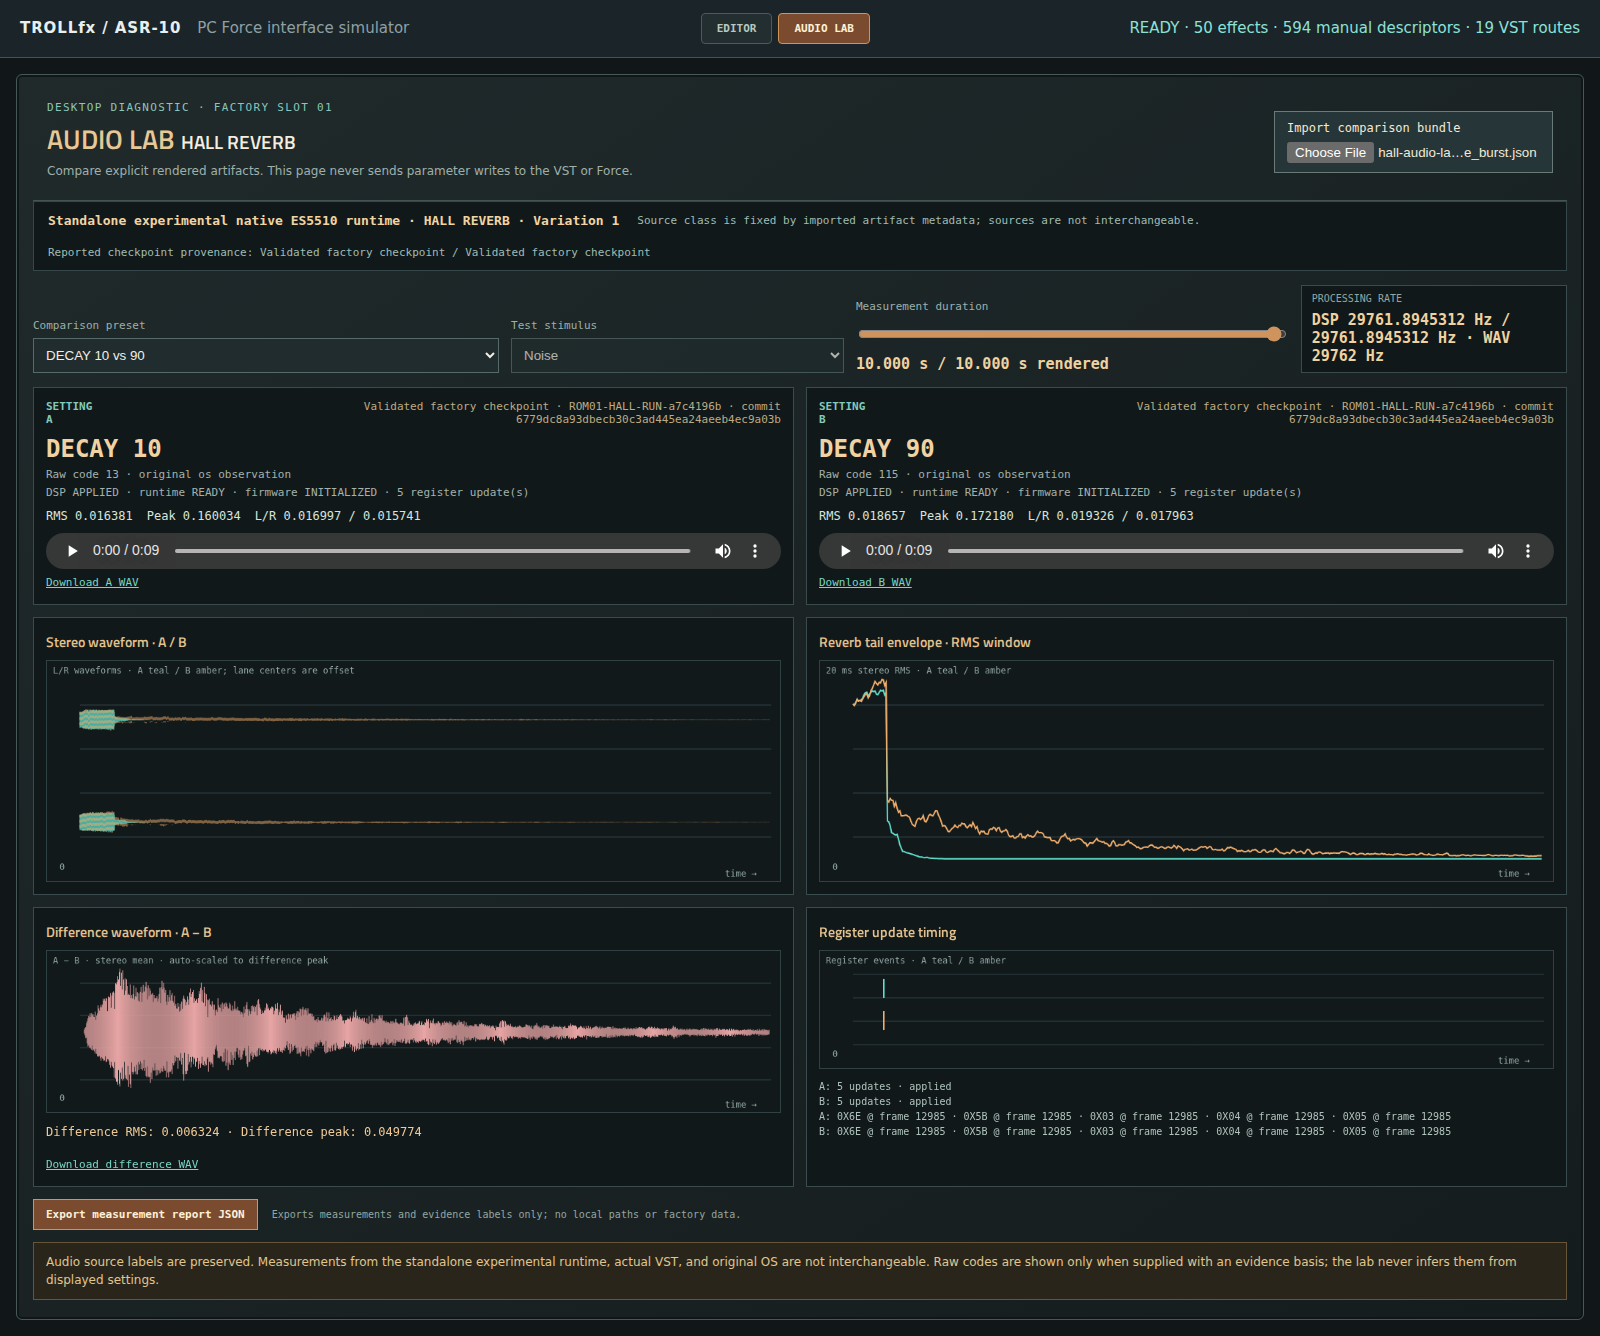 TROLLfx / ASR-10 PC Force interface simulator
EDITOR
AUDIO LAB
READY · 50 effects · 594 manual descriptors · 19 VST routes
DESKTOP DIAGNOSTIC · FACTORY SLOT 01
AUDIO LAB HALL REVERB
Compare explicit rendered artifacts. This page never sends parameter writes to the VST or Force.
Import comparison bundle
Choose File hall-audio-la…e_burst.json
Standalone experimental native ES5510 runtime · HALL REVERB · Variation 1 Source class is fixed by imported artifact metadata; sources are not interchangeable.
Reported checkpoint provenance: Validated factory checkpoint / Validated factory checkpoint
Comparison preset
DECAY 10 vs 90
Test stimulus
Noise
Measurement duration
10.000 s / 10.000 s rendered
PROCESSING RATE
DSP 29761.8945312 Hz /
29761.8945312 Hz · WAV
29762 Hz
SETTING
A
Validated factory checkpoint · ROM01-HALL-RUN-a7c4196b · commit
6779dc8a93dbecb30c3ad445ea24aeeb4ec9a03b
DECAY 10
Raw code 13 · original os observation
DSP APPLIED · runtime READY · firmware INITIALIZED · 5 register update(s)
RMS 0.016381 Peak 0.160034 L/R 0.016997 / 0.015741
0:00 / 0:09
Download A WAV
SETTING
B
Validated factory checkpoint · ROM01-HALL-RUN-a7c4196b · commit
6779dc8a93dbecb30c3ad445ea24aeeb4ec9a03b
DECAY 90
Raw code 115 · original os observation
DSP APPLIED · runtime READY · firmware INITIALIZED · 5 register update(s)
RMS 0.018657 Peak 0.172180 L/R 0.019326 / 0.017963
0:00 / 0:09
Download B WAV
Stereo waveform · A / B
L/R waveforms · A teal / B amber; lane centers are offset
0
time →
Reverb tail envelope · RMS window
20 ms stereo RMS · A teal / B amber
0
time →
Difference waveform · A − B
A − B · stereo mean · auto-scaled to difference peak
0
time →
Difference RMS: 0.006324 · Difference peak: 0.049774
Download difference WAV
Register update timing
Register events · A teal / B amber
0
time →
A: 5 updates · applied
B: 5 updates · applied
A: 0X6E @ frame 12985 · 0X5B @ frame 12985 · 0X03 @ frame 12985 · 0X04 @ frame 12985 · 0X05 @ frame 12985
B: 0X6E @ frame 12985 · 0X5B @ frame 12985 · 0X03 @ frame 12985 · 0X04 @ frame 12985 · 0X05 @ frame 12985
Export measurement report JSON
Exports measurements and evidence labels only; no local paths or factory data.
Audio source labels are preserved. Measurements from the standalone experimental runtime, actual VST, and original OS are not interchangeable. Raw codes are shown only when supplied with an evidence basis; the lab never infers them from
displayed settings.